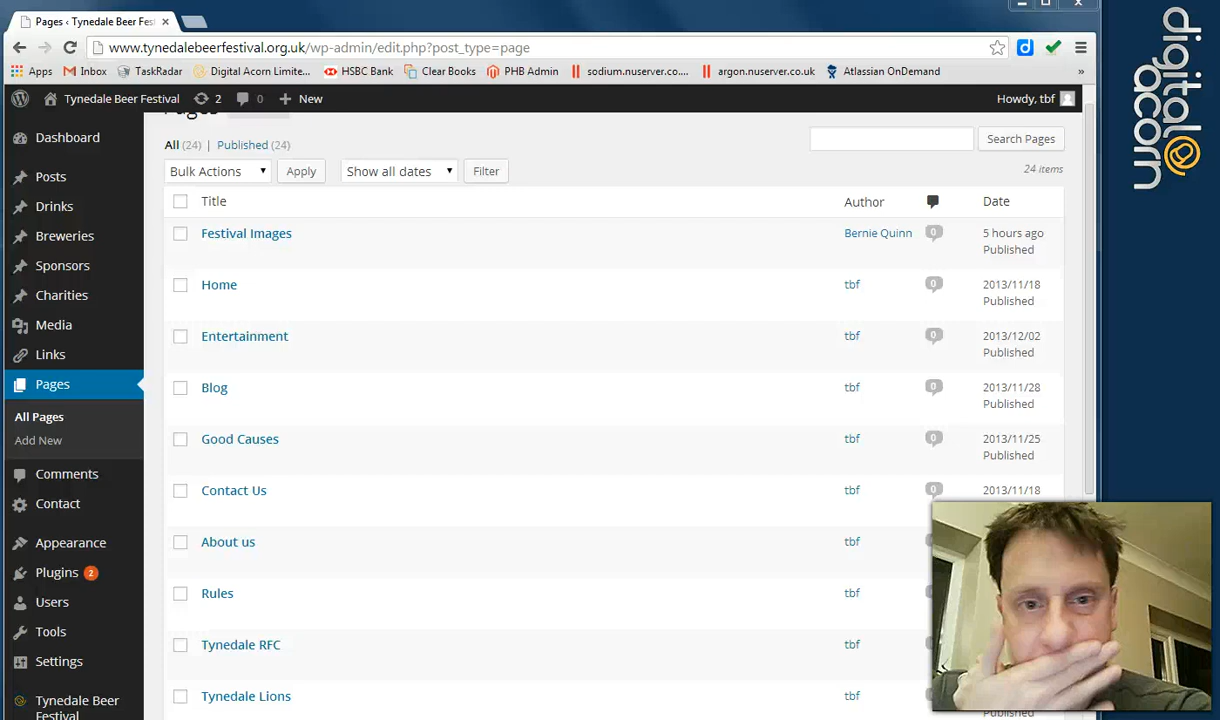 Pages ‹ Tynedale Beer Fest
www.tynedalebeerfestival.org.uk/wp-admin/edit.php?post_type=page
Apps Inbox TaskRadar Digital Acorn Limite... HSBC Bank Clear Books PHB Admin sodium.nuserver.co.... argon.nuserver.co.uk Atlassian OnDemand »
Tynedale Beer Festival 2 0 New Howdy, tbf
Pages
All (24) | Published (24)
Search Pages
Bulk Actions Apply Show all dates Filter
24 items
Title Author Date
Festival Images Bernie Quinn 0 5 hours ago
Published
Home tbf 0 2013/11/18
Published
Entertainment tbf 0 2013/12/02
Published
Blog tbf 0 2013/11/28
Published
Good Causes tbf 0 2013/11/25
Published
Contact Us tbf 0 2013/11/18
About us tbf
Rules tbf
Tynedale RFC tbf
Tynedale Lions tbf
Dashboard
Posts
Drinks
Breweries
Sponsors
Charities
Media
Links
Pages
All Pages
Add New
Comments
Contact
Appearance
Plugins 2
Users
Tools
Settings
Tynedale Beer
Festival
digital
acorn